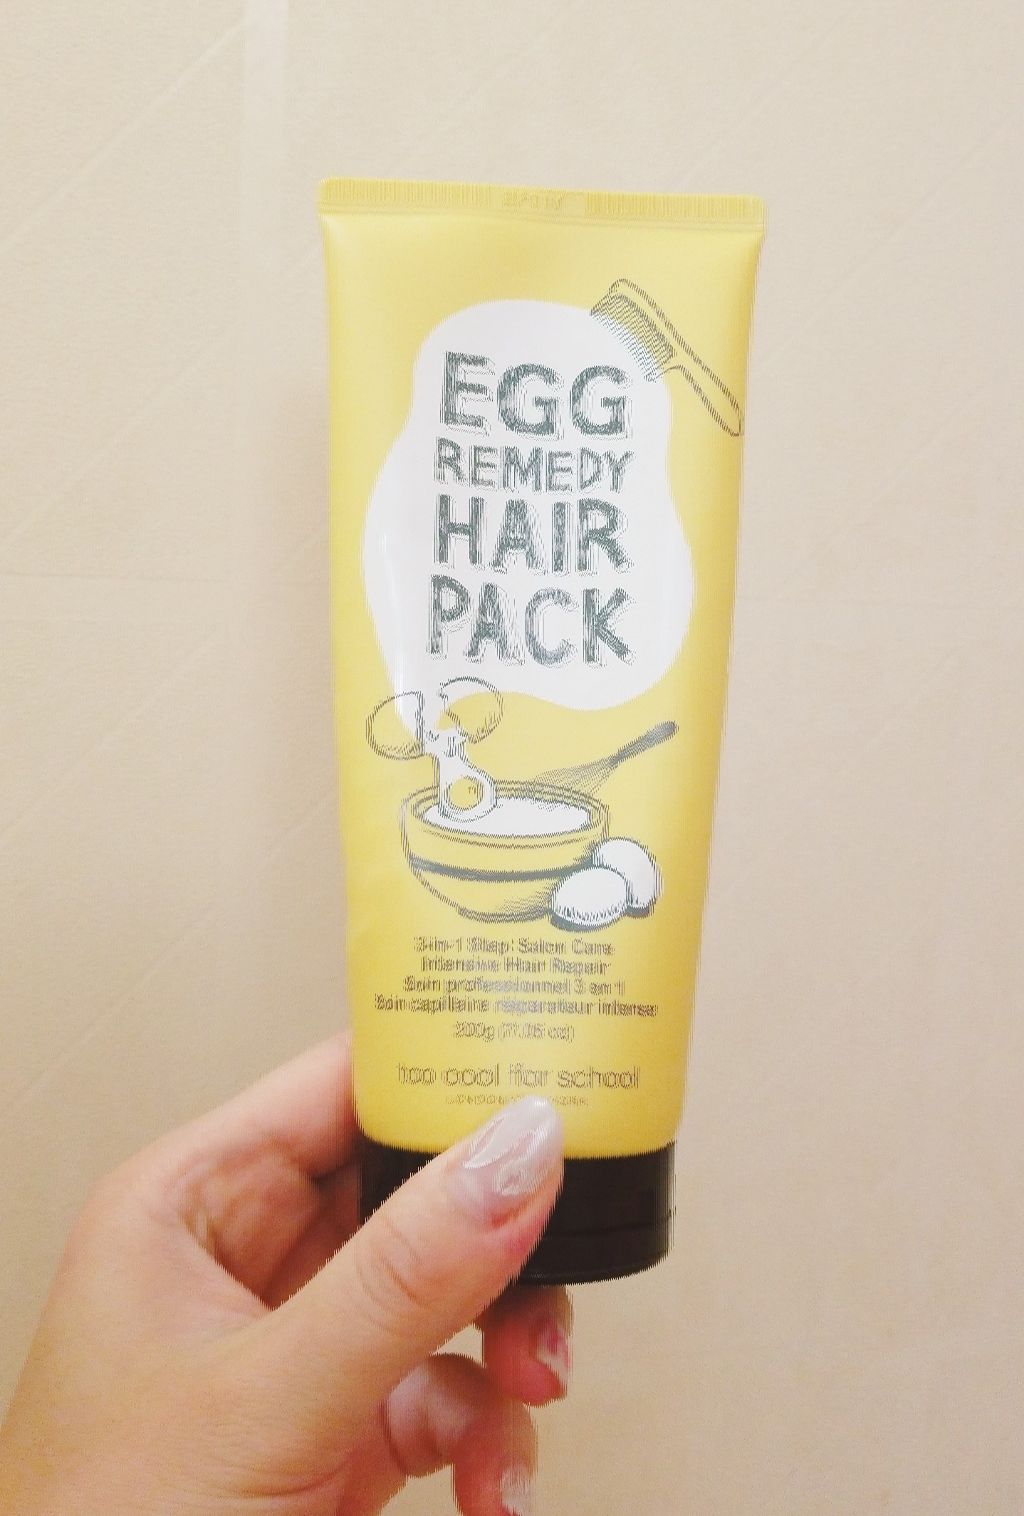 EGG
REMEDY
HAIR
PACK
3-in-1 Step Salon Care
Intensive Hair Repair
Soin professionnel 3 en 1
Soin capillaire réparateur intense
200g (7.05 oz)
too cool for school